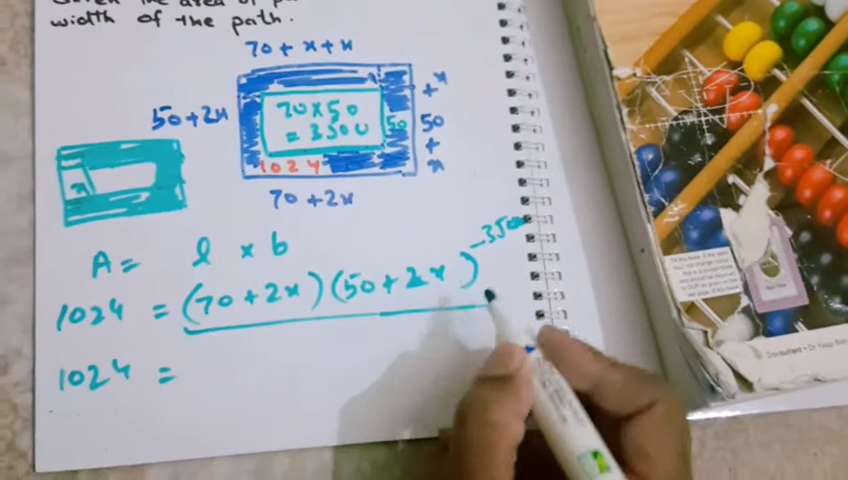 width of the path.
70 + x + x
50+2x
70 x 50
= 3500
50
1024
x
+
50
+
x
70 +2x
x
A = l x b
1024 = (70+2x)(50+2x) -3500
1024 =